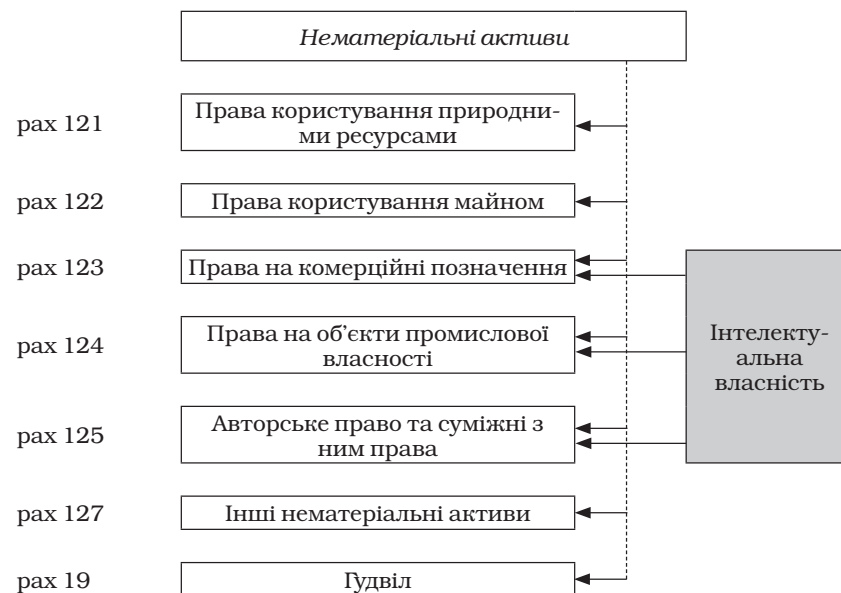 Нематеріальні активи
рах 121
Права користування природни-
ми ресурсами
рах 122
Права користування майном
рах 123
Права на комерційні позначення
рах 124
Права на об’єкти промислової
власності
Інтелекту-
альна
власність
рах 125
Авторське право та суміжні з
ним права
рах 127
Інші нематеріальні активи
рах 19
Гудвіл